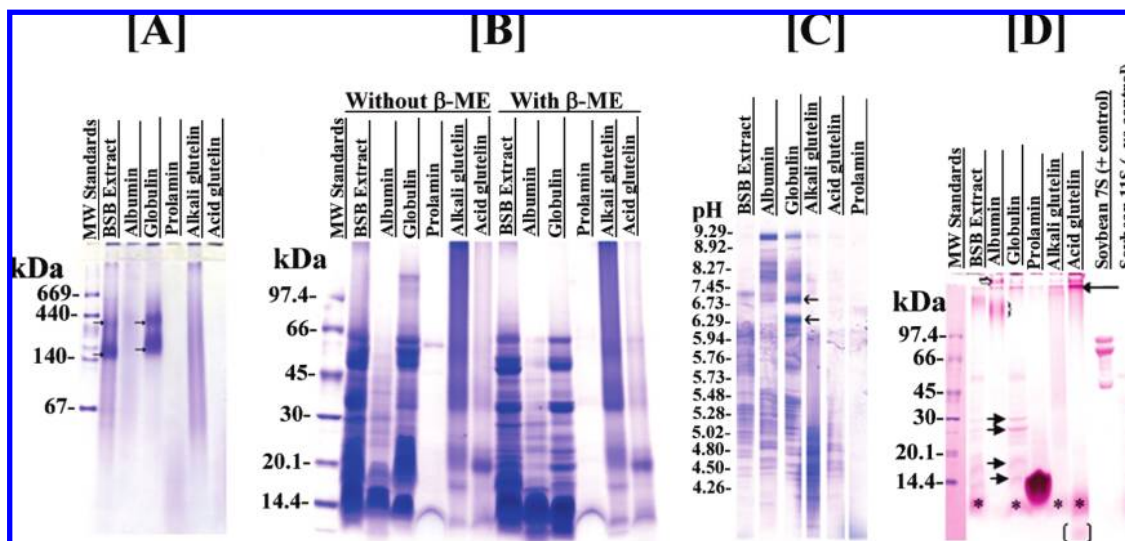 [A] [B] [C] [D]
MW Standards
BSB Extract
Albumin
Globulin
Prolamin
Alkali glutelin
Acid glutelin
kDa
669-
440-
140-
67-
Without β-ME With β-ME
MW Standards
BSB Extract
Albumin
Globulin
Prolamin
Alkali glutelin
Acid glutelin
BSB Extract
Albumin
Globulin
Prolamin
Alkali glutelin
Acid glutelin
kDa
97.4-
66-
45-
30-
20.1-
14.4-
BSB Extract
Albumin
Globulin
Alkali glutelin
Acid glutelin
Prolamin
pH
9.29-
8.92-
8.27-
7.45-
6.73-
6.29-
5.94-
5.76-
5.73-
5.48-
5.28-
5.02-
4.80-
4.50-
4.26-
MW Standards
BSB Extract
Albumin
Globulin
Prolamin
Alkali glutelin
Acid glutelin
Soybean 7S (+ control)
kDa
97.4-
66-
45-
30-
20.1-
14.4-
* * * *
[ ]